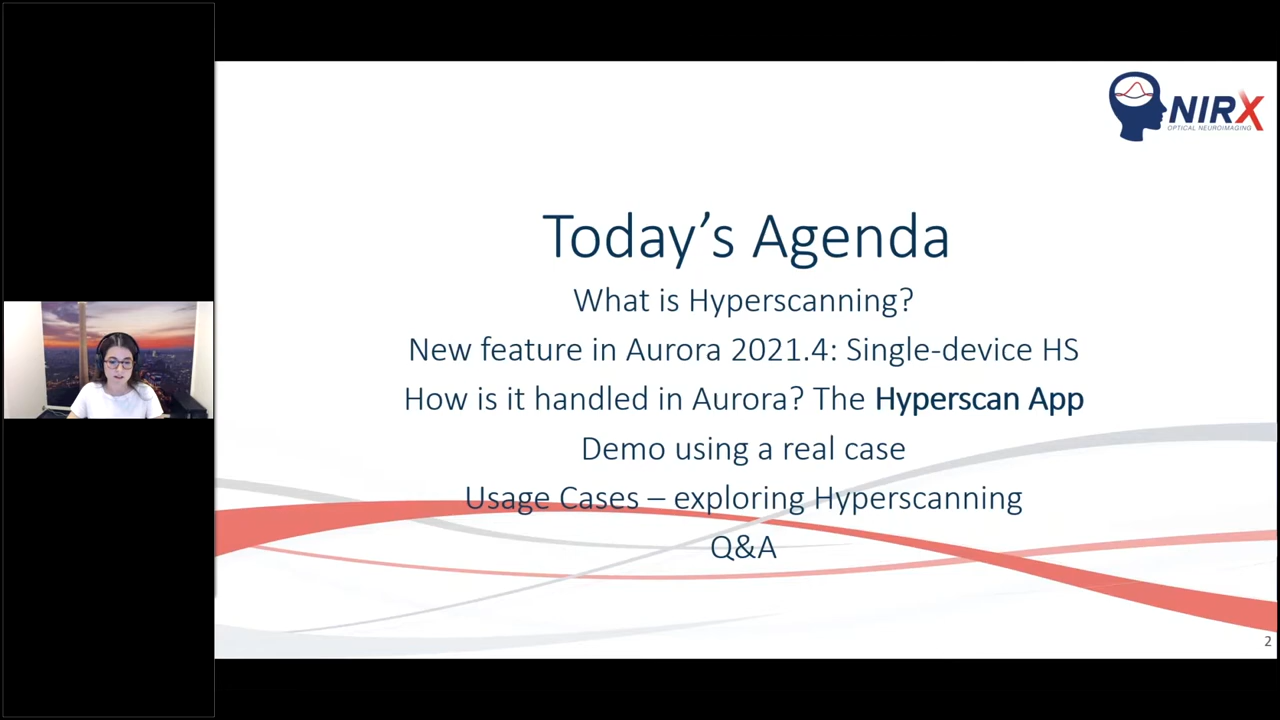 NIRX
OPTICAL NEUROIMAGING
Today's Agenda
What is Hyperscanning?
New feature in Aurora 2021.4: Single-device HS
How is it handled in Aurora? The Hyperscan App
Demo using a real case
Usage Cases – exploring Hyperscanning
Q&A
2